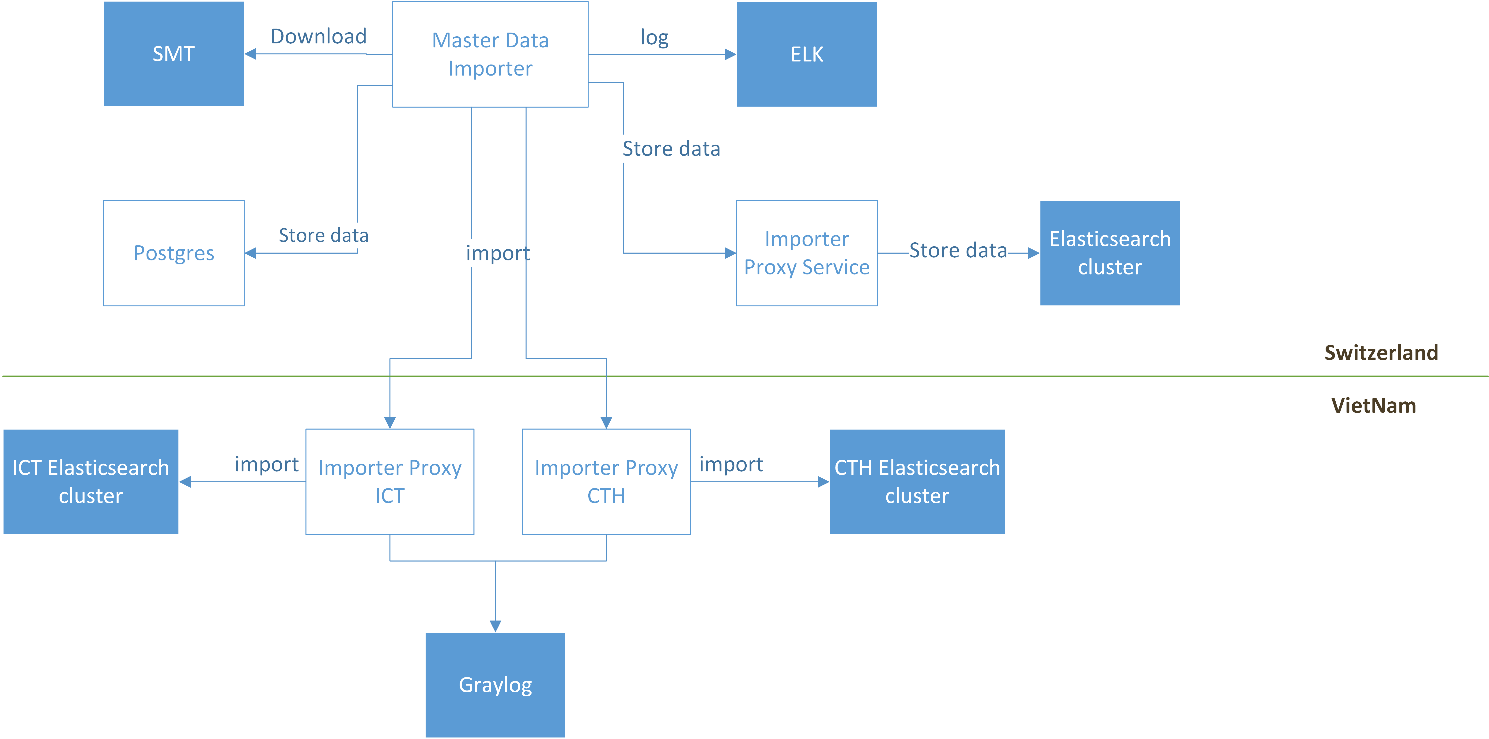 SMT
Download
Master Data
Importer
log
ELK
Store data
Postgres
Store data
import
Importer
Proxy Service
Store data
Elasticsearch
cluster
Switzerland
VietNam
ICT Elasticsearch
cluster
import
Importer Proxy
ICT
Importer Proxy
CTH
import
CTH Elasticsearch
cluster
Graylog